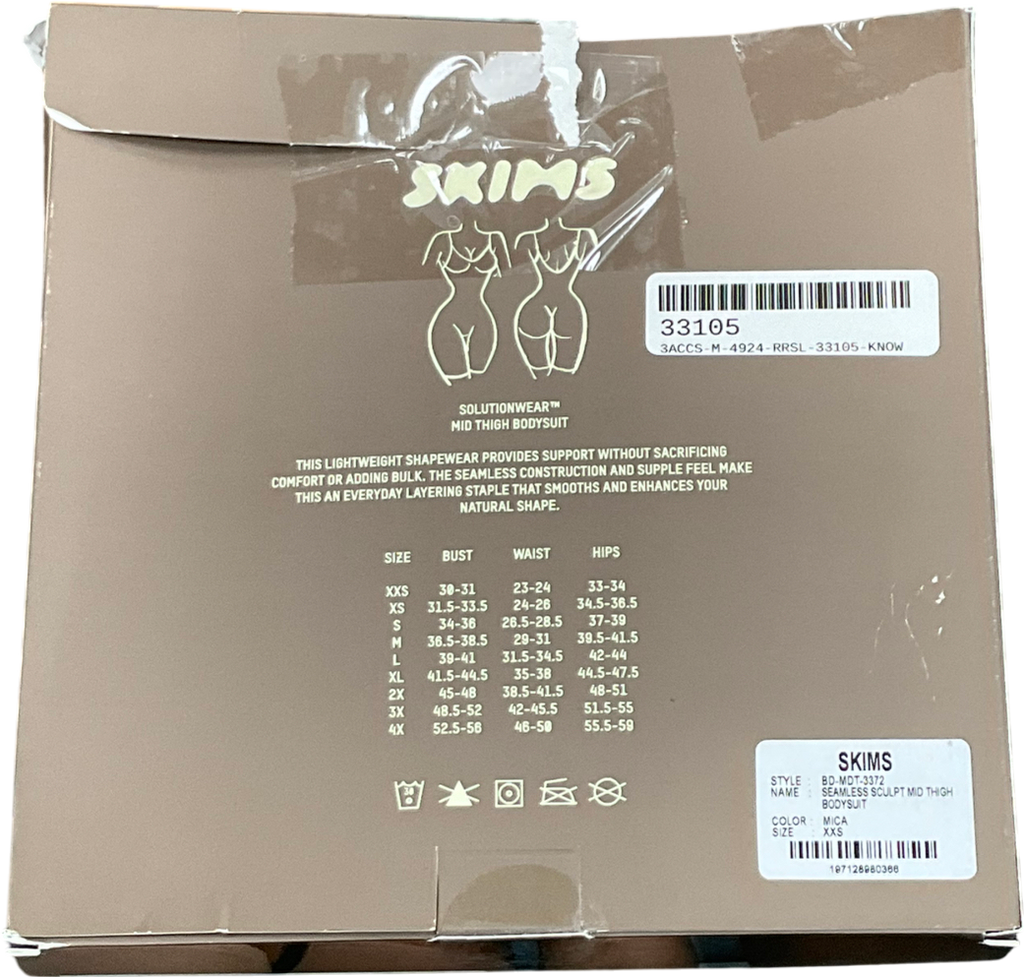 SKIMS
33105
3ACCS-M-4924-RRSL-33105-KNOW
SOLUTIONWEAR™
MID THIGH BODYSUIT
THIS LIGHTWEIGHT SHAPEWEAR PROVIDES SUPPORT WITHOUT SACRIFICING
COMFORT OR ADDING BULK. THE SEAMLESS CONSTRUCTION AND SUPPLE FEEL MAKE
THIS AN EVERYDAY LAYERING STAPLE THAT SMOOTHS AND ENHANCES YOUR
NATURAL SHAPE.
SIZE BUST WAIST HIPS
XXS 30-31 23-24 33-34
XS 31.5-33.5 24-26 34.5-36.5
S 34-36 26.5-28.5 37-39
M 36.5-38.5 29-31 39.5-41.5
L 39-41 31.5-34.5 42-44
XL 41.5-44.5 35-38 44.5-47.5
2X 45-48 38.5-41.5 48-51
3X 48.5-52 42-45.5 51.5-55
4X 52.5-56 46-50 55.5-59
30
SKIMS
STYLE : BD-MDT-3372
NAME : SEAMLESS SCULPT MID THIGH
BODYSUIT
COLOR : MICA
SIZE : XXS
197128980366